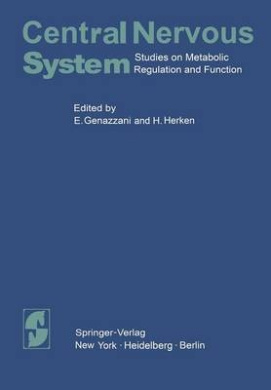 Central Nervous
System
Studies on Metabolic
Regulation and Function
Edited by
E. Genazzani and H. Herken
Springer-Verlag
New York · Heidelberg · Berlin